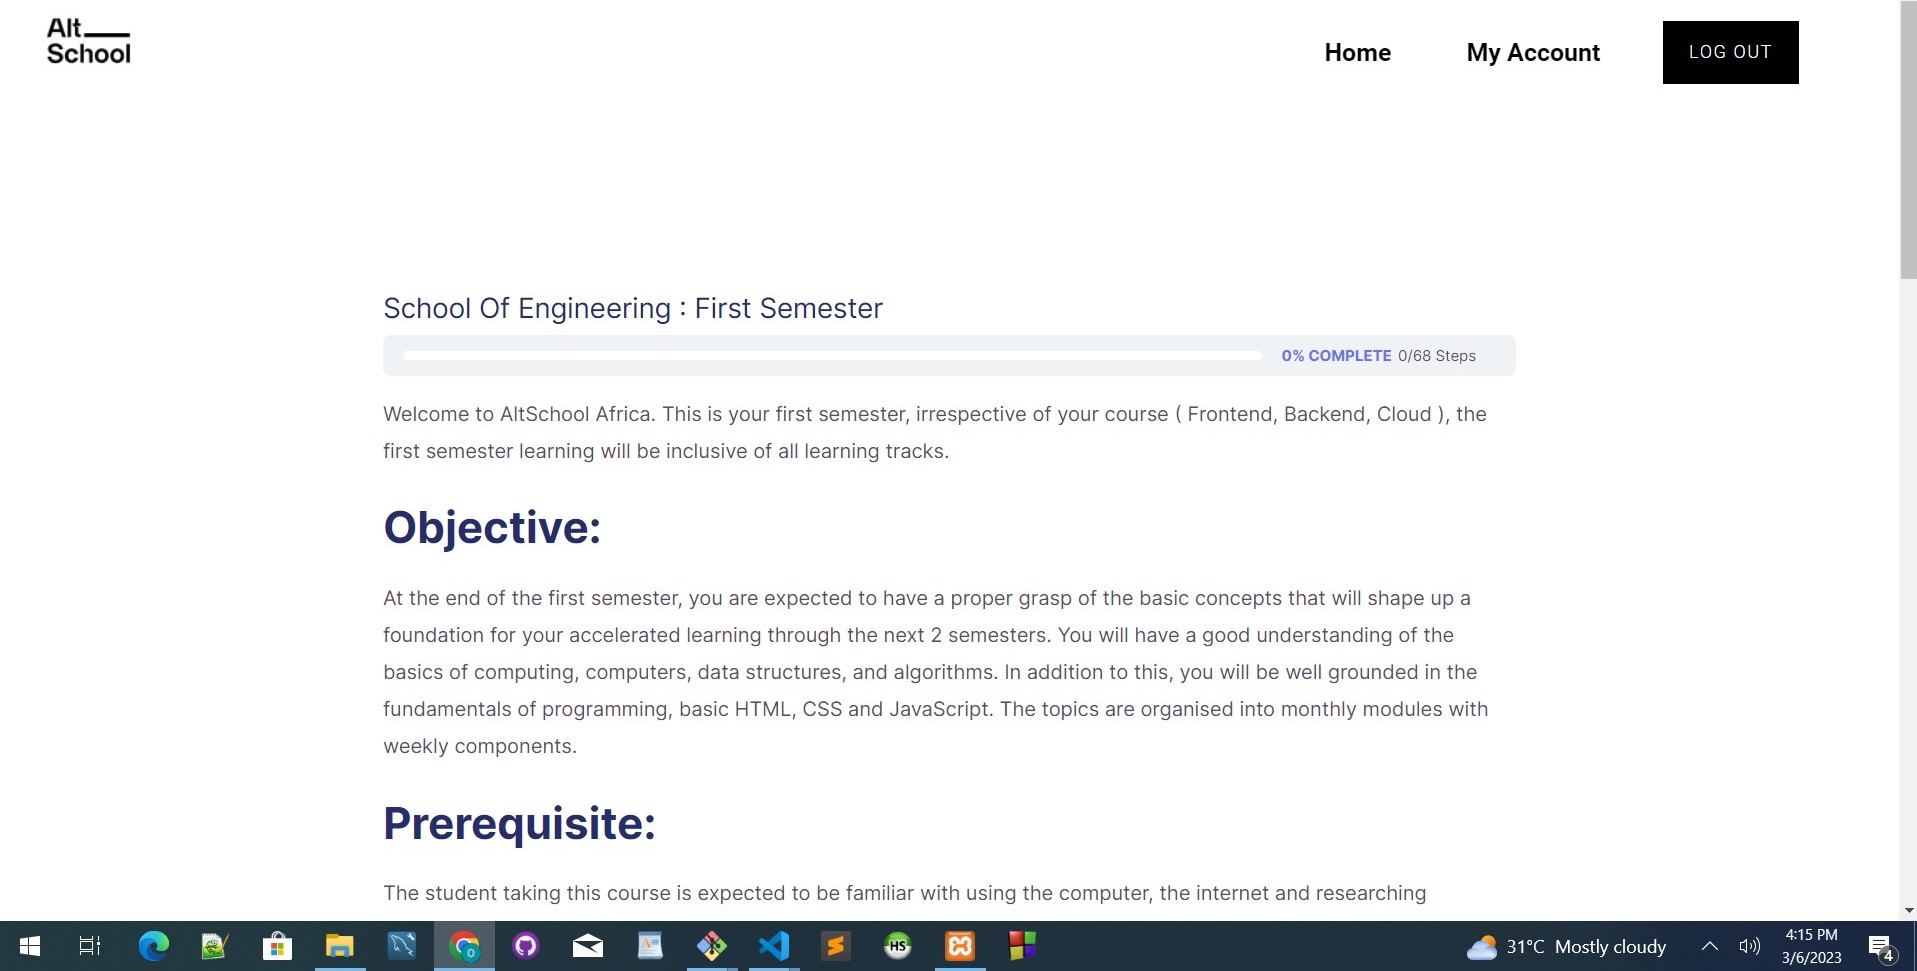 Alt
School
Home
My Account
LOG OUT
School Of Engineering : First Semester
0% COMPLETE 0/68 Steps
Welcome to AltSchool Africa. This is your first semester, irrespective of your course ( Frontend, Backend, Cloud ), the
first semester learning will be inclusive of all learning tracks.
Objective:
At the end of the first semester, you are expected to have a proper grasp of the basic concepts that will shape up a
foundation for your accelerated learning through the next 2 semesters. You will have a good understanding of the
basics of computing, computers, data structures, and algorithms. In addition to this, you will be well grounded in the
fundamentals of programming, basic HTML, CSS and JavaScript. The topics are organised into monthly modules with
weekly components.
Prerequisite:
The student taking this course is expected to be familiar with using the computer, the internet and researching
HS
31°C Mostly cloudy
4:15 PM
3/6/2023
4